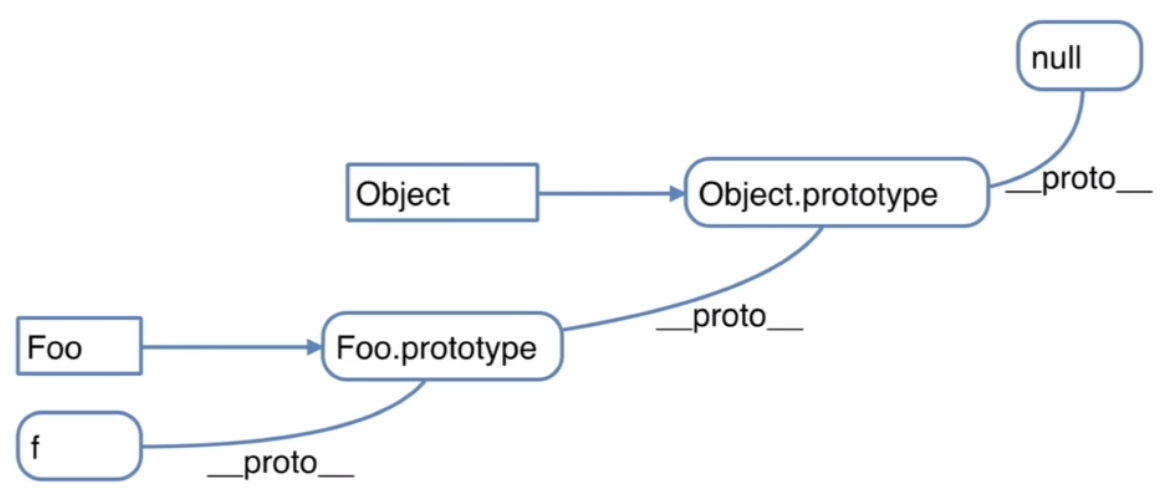 null
Object
Object.prototype
__proto__
__proto__
Foo
Foo.prototype
f
__proto__